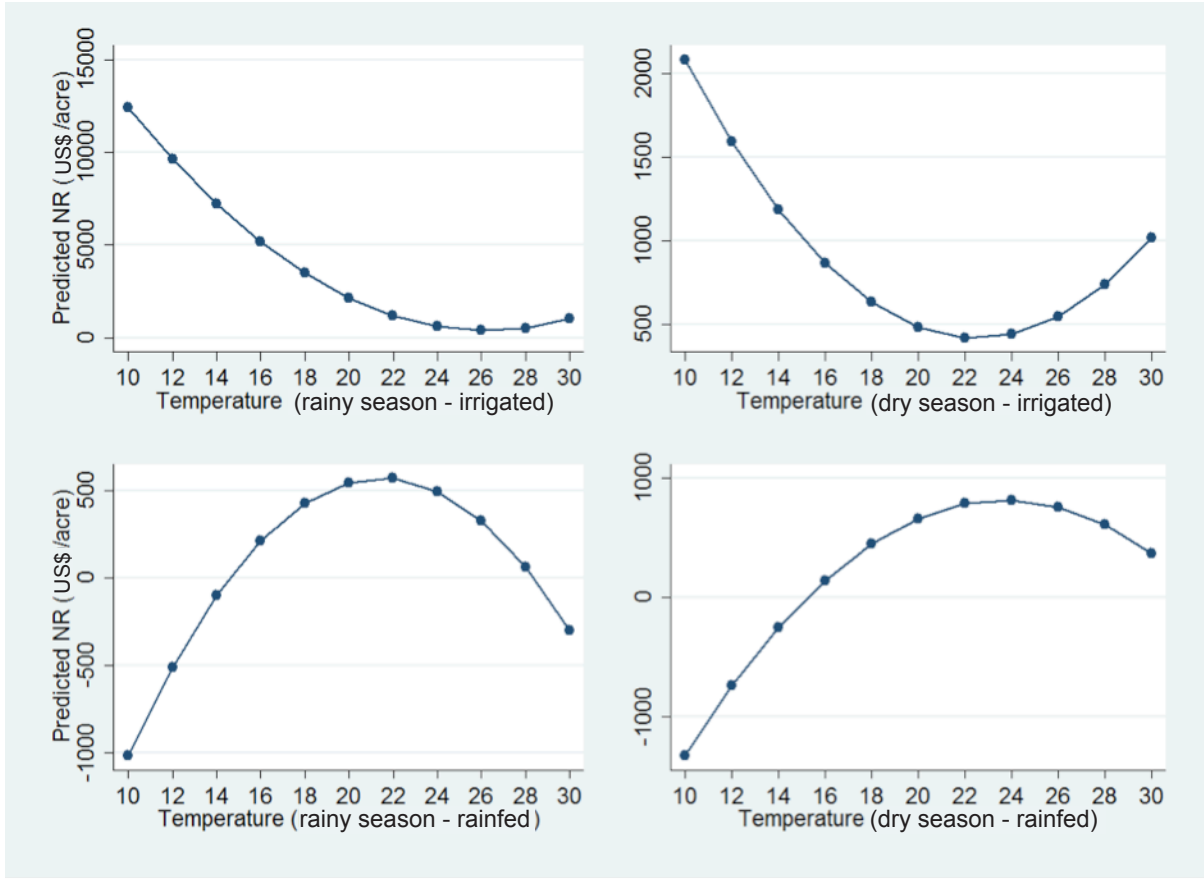 Predicted NR (US$ /acre)
15000
10000
5000
0
10 12 14 16 18 20 22 24 26 28 30
Temperature (rainy season - irrigated)
2000
1500
1000
500
10 12 14 16 18 20 22 24 26 28 30
Temperature (dry season - irrigated)
Predicted NR (US$ /acre)
500
0
-500
-1000
10 12 14 16 18 20 22 24 26 28 30
Temperature (rainy season - rainfed )
1000
0
-1000
10 12 14 16 18 20 22 24 26 28 30
Temperature (dry season - rainfed)